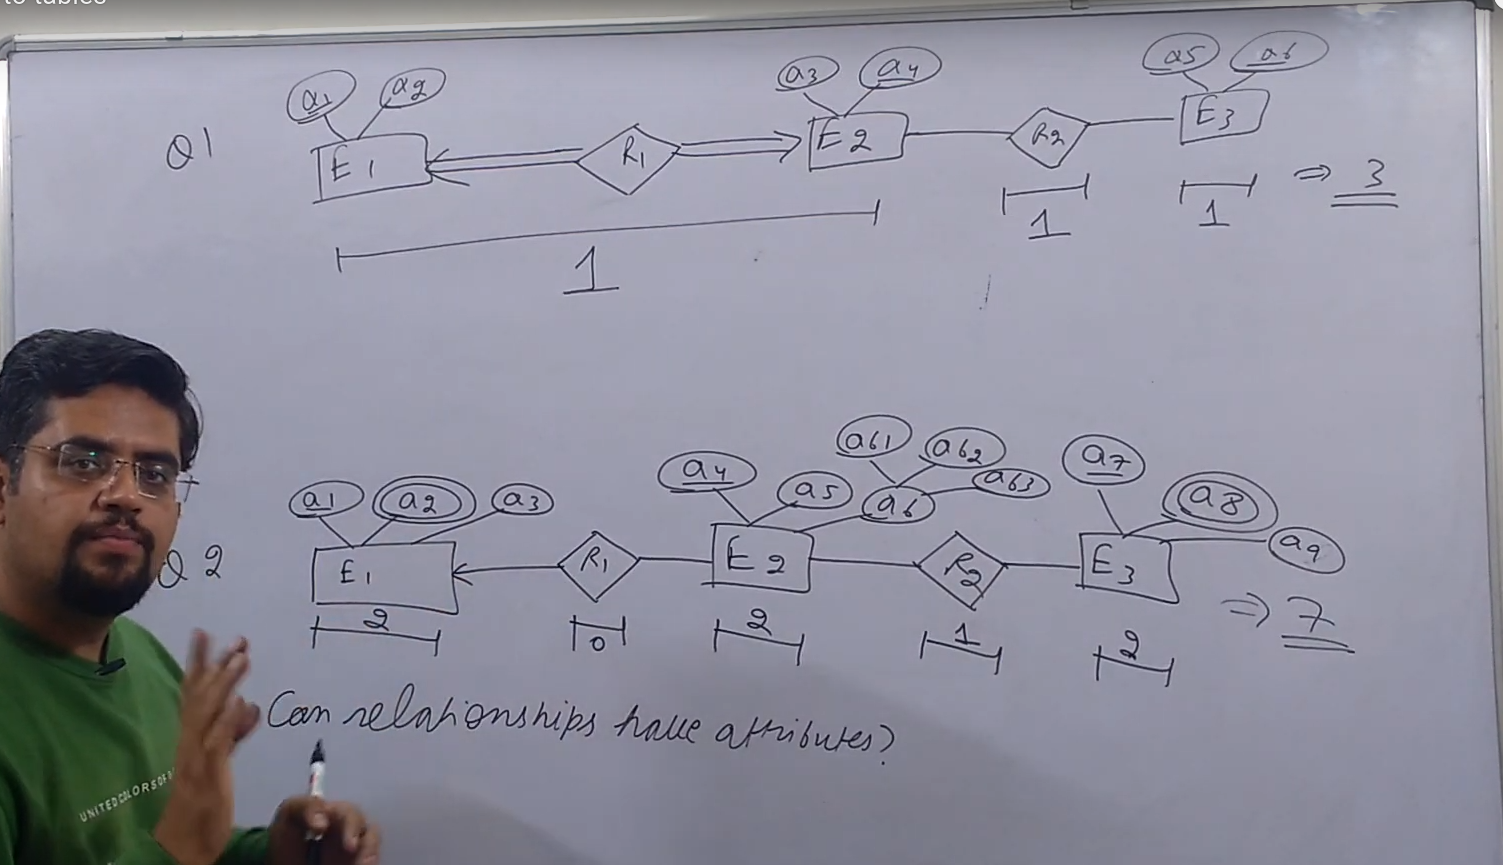 to tables
a1 a2 a3 a4 a5 a6
Q1 E1 R1 E2 R2 E3
1 1 1 ⇒ 3
a61 a62 a63
a1 a2 a3 a4 a5 a6 a7 a8 a9
Q2 E1 R1 E2 R2 E3
2 0 2 1 2 ⇒ 7
Can relationships have attributes?
UNITED COLORS OF B